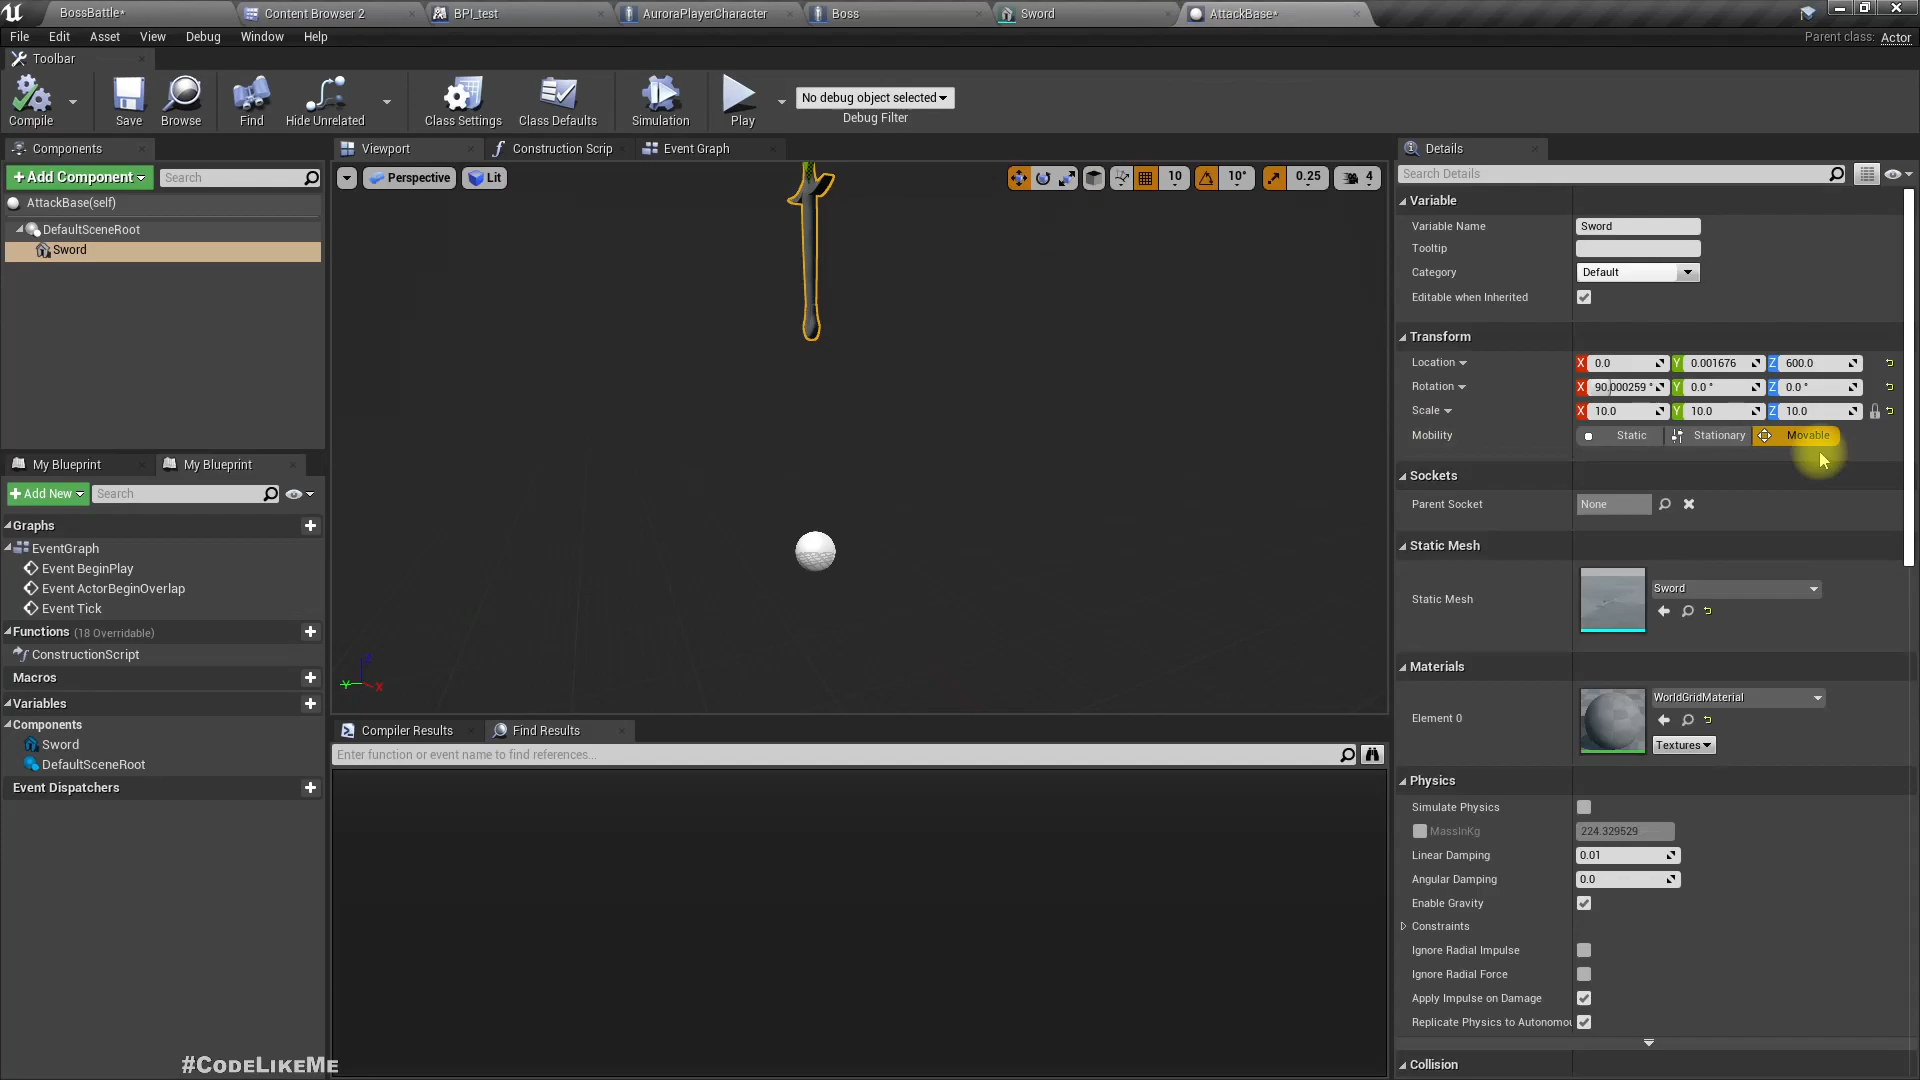 BossBattle*
Content Browser 2
BPI_test
AuroraPlayerCharacter
Boss
Sword
AttackBase*
File
Edit
Asset
View
Debug
Window
Help
Parent class: Actor
Toolbar
Compile
Save
Browse
Find
Hide Unrelated
Class Settings
Class Defaults
Simulation
Play
No debug object selected
Debug Filter
Components
+Add Component
Search
AttackBase(self)
DefaultSceneRoot
Sword
My Blueprint
My Blueprint
+Add New
Search
Graphs
EventGraph
Event BeginPlay
Event ActorBeginOverlap
Event Tick
Functions (18 Overridable)
ConstructionScript
Macros
Variables
Components
Sword
DefaultSceneRoot
Event Dispatchers
#CodeLikeMe
Viewport
Construction Scrip
Event Graph
Perspective
Lit
10
10°
0.25
4
Z
Y
X
Compiler Results
Find Results
Enter function or event name to find references...
Details
Search Details
Variable
Variable Name
Sword
Tooltip
Category
Default
Editable when Inherited
Transform
Location
X 0.0 Y 0.001676 Z 600.0
Rotation
X 90.000259 ° Y 0.0 ° Z 0.0 °
Scale
X 10.0 Y 10.0 Z 10.0
Mobility
Static
Stationary
Movable
Sockets
Parent Socket
None
Static Mesh
Static Mesh
Sword
Materials
Element 0
WorldGridMaterial
Textures
Physics
Simulate Physics
MassInKg
224.329529
Linear Damping
0.01
Angular Damping
0.0
Enable Gravity
Constraints
Ignore Radial Impulse
Ignore Radial Force
Apply Impulse on Damage
Replicate Physics to Autonomou
Collision